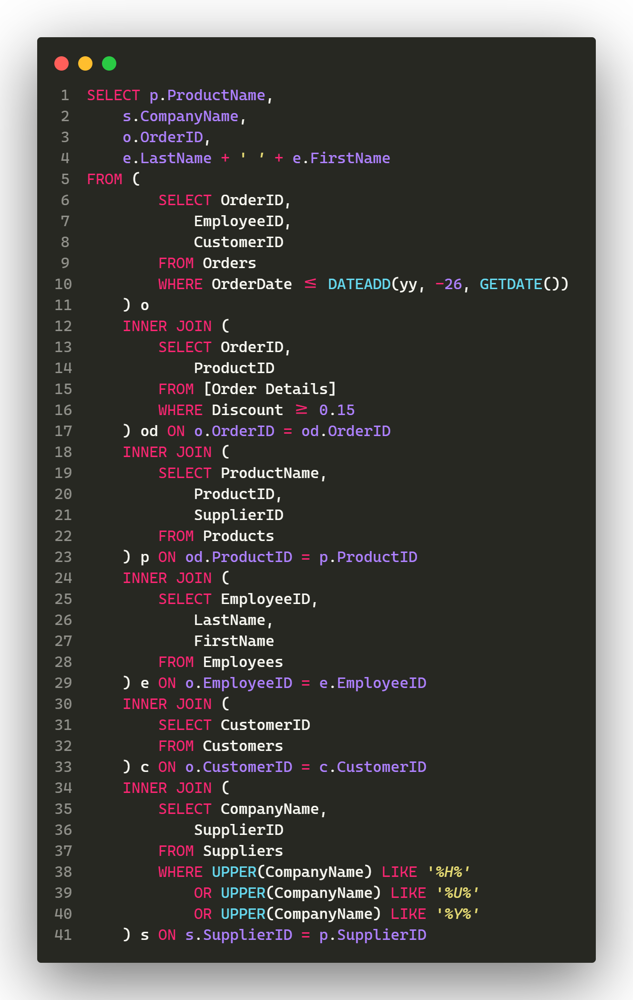 1 SELECT p.ProductName,
2     s.CompanyName,
3     o.OrderID,
4     e.LastName + ' ' + e.FirstName
5 FROM (
6         SELECT OrderID,
7             EmployeeID,
8             CustomerID
9         FROM Orders
10         WHERE OrderDate <= DATEADD(yy, -26, GETDATE())
11     ) o
12     INNER JOIN (
13         SELECT OrderID,
14             ProductID
15         FROM [Order Details]
16         WHERE Discount >= 0.15
17     ) od ON o.OrderID = od.OrderID
18     INNER JOIN (
19         SELECT ProductName,
20             ProductID,
21             SupplierID
22         FROM Products
23     ) p ON od.ProductID = p.ProductID
24     INNER JOIN (
25         SELECT EmployeeID,
26             LastName,
27             FirstName
28         FROM Employees
29     ) e ON o.EmployeeID = e.EmployeeID
30     INNER JOIN (
31         SELECT CustomerID
32         FROM Customers
33     ) c ON o.CustomerID = c.CustomerID
34     INNER JOIN (
35         SELECT CompanyName,
36             SupplierID
37         FROM Suppliers
38         WHERE UPPER(CompanyName) LIKE '%H%'
39             OR UPPER(CompanyName) LIKE '%U%'
40             OR UPPER(CompanyName) LIKE '%Y%'
41     ) s ON s.SupplierID = p.SupplierID